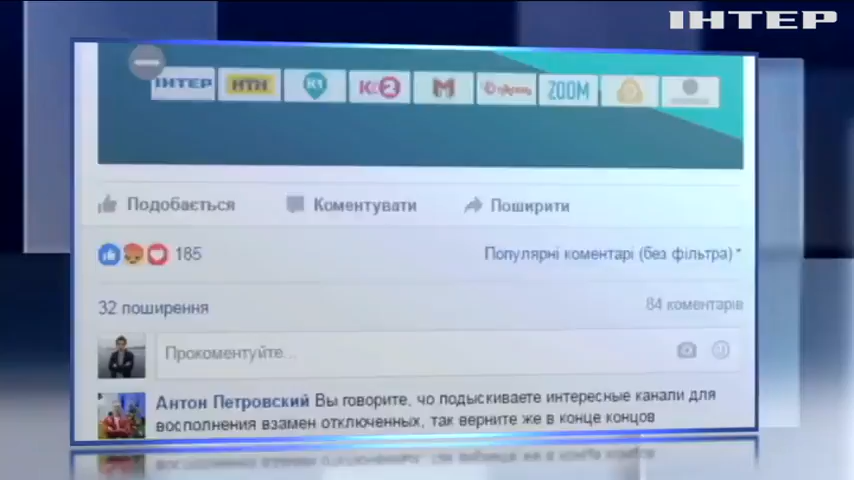 ІНТЕР
ІНТЕР НТН К1 К2 М ZOOM
Подобається Коментувати Поширити
185 Популярні коментарі (без фільтра)
32 поширення 84 коментарів
Прокоментуйте...
Антон Петровский Вы говорите, чо подыскиваете интересные канали для
восполнения взамен отключенных, так верните же в конце концов